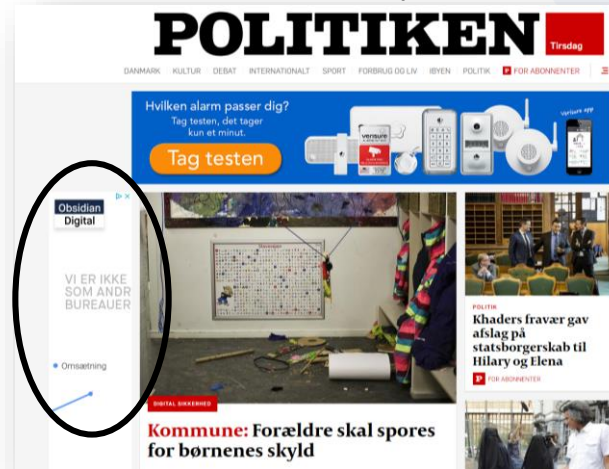 POLITIKEN
Tirsdag
DANMARK KULTUR DEBAT INTERNATIONALT SPORT FORBRUG OG LIV IBYEN POLITIK P FOR ABONNENTER
Hvilken alarm passer dig?
Tag testen, det tager
kun et minut.
Tag testen
verisure
verisure app
Obsidian
Digital
VI ER IKKE
SOM ANDR
BUREAUER
Omsætning
DIGITAL SIKKERHED
Kommune: Forældre skal spores
for børnenes skyld
POLITIK
Khaders fravær gav
afslag på
statsborgerskab til
Hilary og Elena
P FOR ABONNENTER